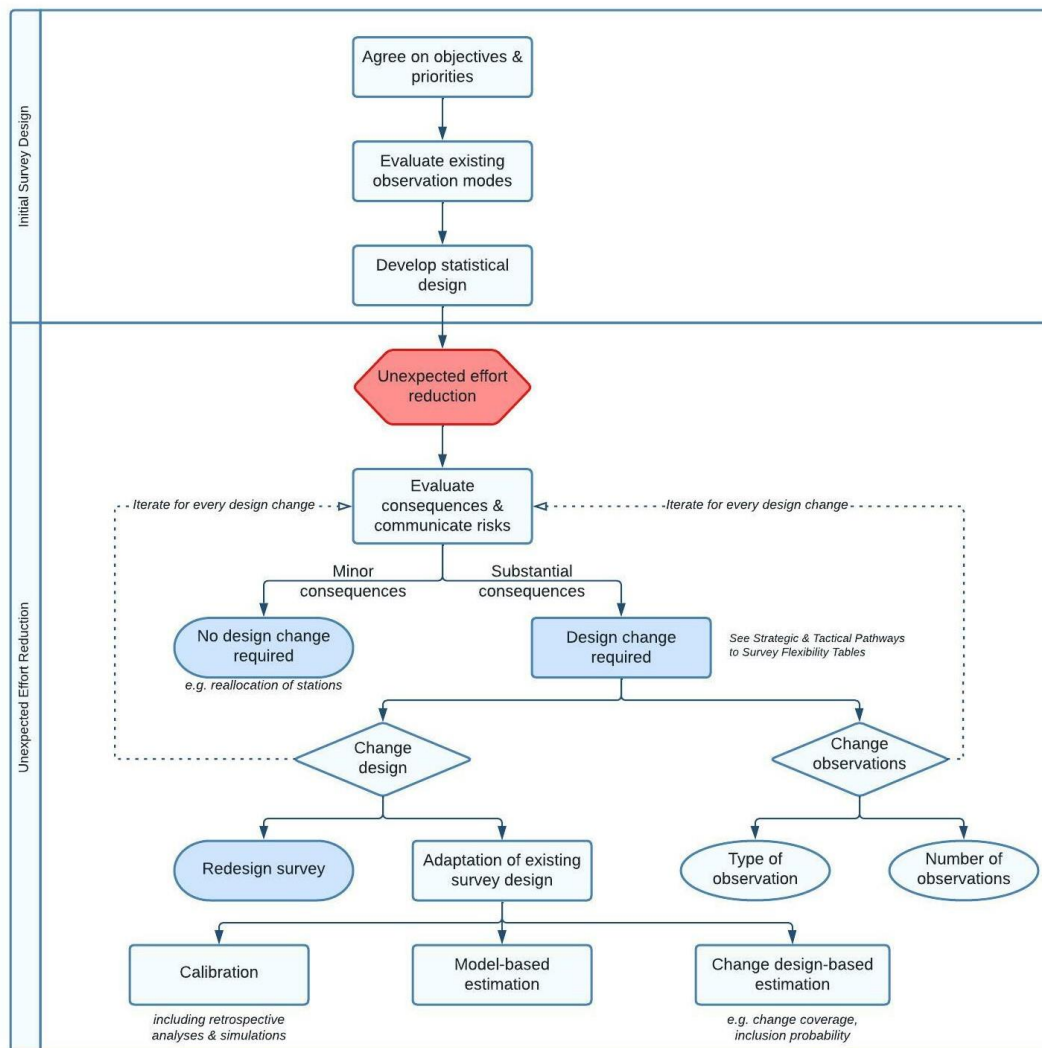 Initial Survey Design
Agree on objectives &
priorities
Evaluate existing
observation modes
Develop statistical
design
Unexpected Effort Reduction
Unexpected effort
reduction
Evaluate
consequences &
communicate risks
Iterate for every design change
Iterate for every design change
Minor
consequences
Substantial
consequences
No design change
required
e.g. reallocation of stations
Design change
required
See Strategic & Tactical Pathways
to Survey Flexibility Tables
Change
design
Change
observations
Redesign survey
Adaptation of existing
survey design
Type of
observation
Number of
observations
Calibration
including retrospective
analyses & simulations
Model-based
estimation
Change design-based
estimation
e.g. change coverage,
inclusion probability